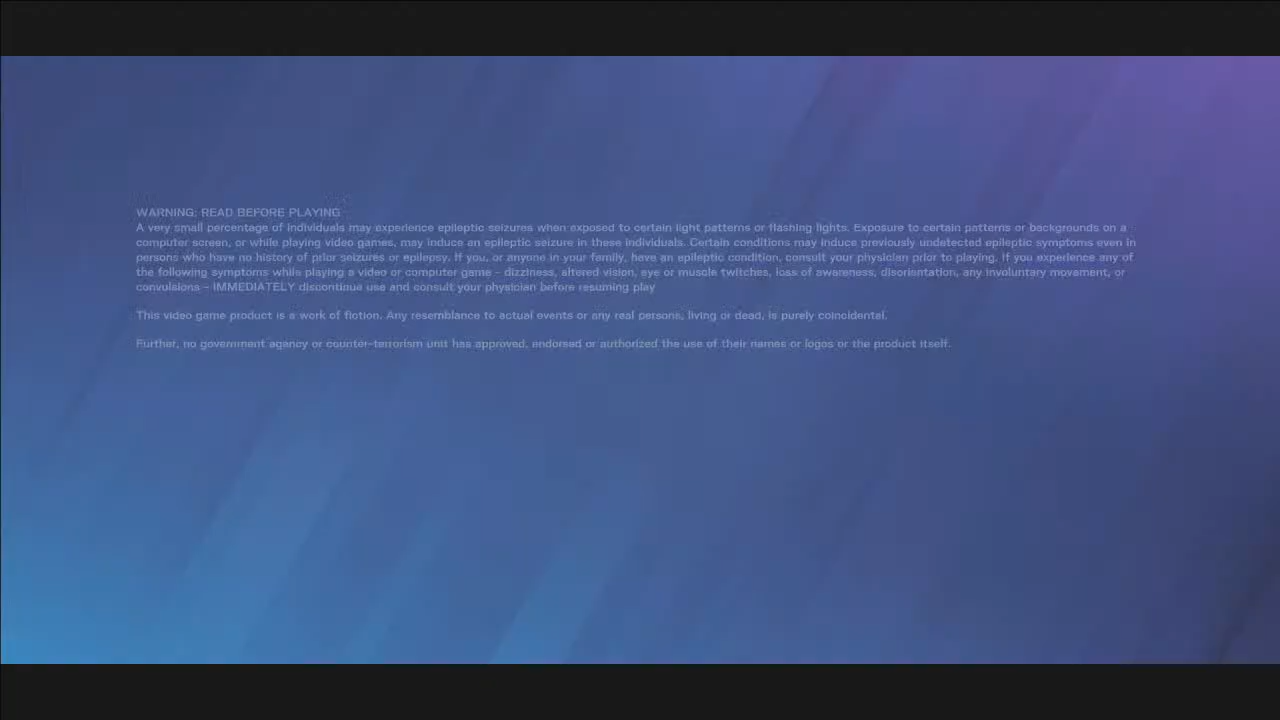 WARNING: READ BEFORE PLAYING
A very small percentage of individuals may experience epileptic seizures when exposed to certain light patterns or flashing lights. Exposure to certain patterns or backgrounds on a
computer screen, or while playing video games, may induce an epileptic seizure in these individuals. Certain conditions may induce previously undetected epileptic symptoms even in
persons who have no history of prior seizures or epilepsy. If you, or anyone in your family, have an epileptic condition, consult your physician prior to playing. If you experience any of
the following symptoms while playing a video or computer game - dizziness, altered vision, eye or muscle twitches, loss of awareness, disorientation, any involuntary movement, or
convulsions - IMMEDIATELY discontinue use and consult your physician before resuming play
This video game product is a work of fiction. Any resemblance to actual events or any real persons, living or dead, is purely coincidental.
Further, no government agency or counter-terrorism unit has approved, endorsed or authorized the use of their names or logos or the product itself.